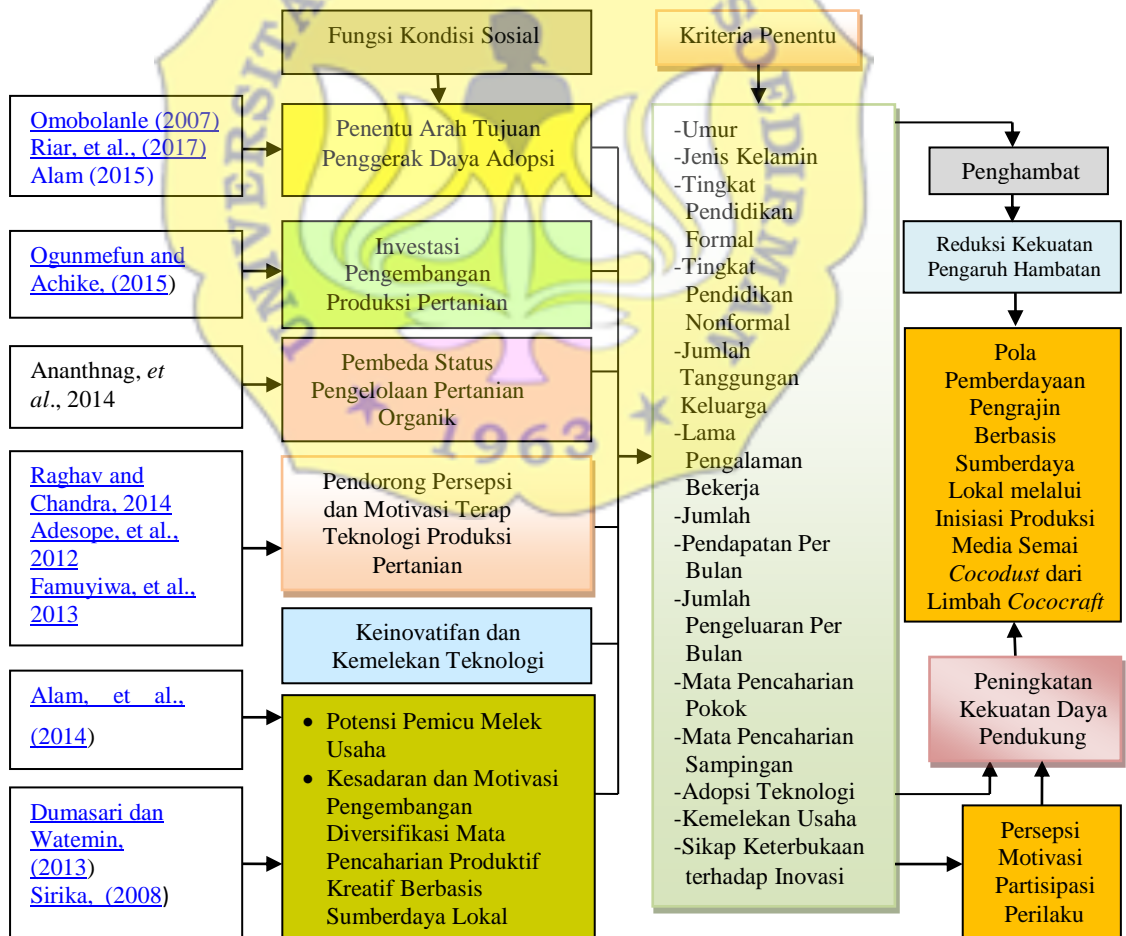 Fungsi Kondisi Sosial
Kriteria Penentu
Omobolanle (2007)
Riar, et al., (2017)
Alam (2015)
Penentu Arah Tujuan
Penggerak Daya Adopsi
Ogunmefun and
Achike, (2015)
Investasi
Pengembangan
Produksi Pertanian
Ananthnag, et
al., 2014
Pembeda Status
Pengelolaan Pertanian
Organik
Raghav and
Chandra, 2014
Adesope, et al.,
2012
Famuyiwa, et al.,
2013
Pendorong Persepsi
dan Motivasi Terap
Teknologi Produksi
Pertanian
Keinovatifan dan
Kemelekan Teknologi
Alam, et al.,
(2014)
• Potensi Pemicu Melek
Usaha
• Kesadaran dan Motivasi
Pengembangan
Diversifikasi Mata
Pencaharian Produktif
Kreatif Berbasis
Sumberdaya Lokal
Dumasari dan
Watemin,
(2013)
Sirika, (2008)
-Umur
-Jenis Kelamin
-Tingkat
Pendidikan
Formal
-Tingkat
Pendidikan
Nonformal
-Jumlah
Tanggungan
Keluarga
-Lama
Pengalaman
Bekerja
-Jumlah
-Pendapatan Per
Bulan
-Jumlah
Pengeluaran Per
Bulan
-Mata Pencaharian
Pokok
-Mata Pencaharian
Sampingan
-Adopsi Teknologi
-Kemelekan Usaha
-Sikap Keterbukaan
terhadap Inovasi
Penghambat
Reduksi Kekuatan
Pengaruh Hambatan
Pola
Pemberdayaan
Pengrajin
Berbasis
Sumberdaya
Lokal melalui
Inisiasi Produksi
Media Semai
Cocodust dari
Limbah Cococraft
Peningkatan
Kekuatan Daya
Pendukung
Persepsi
Motivasi
Partisipasi
Perilaku
1963